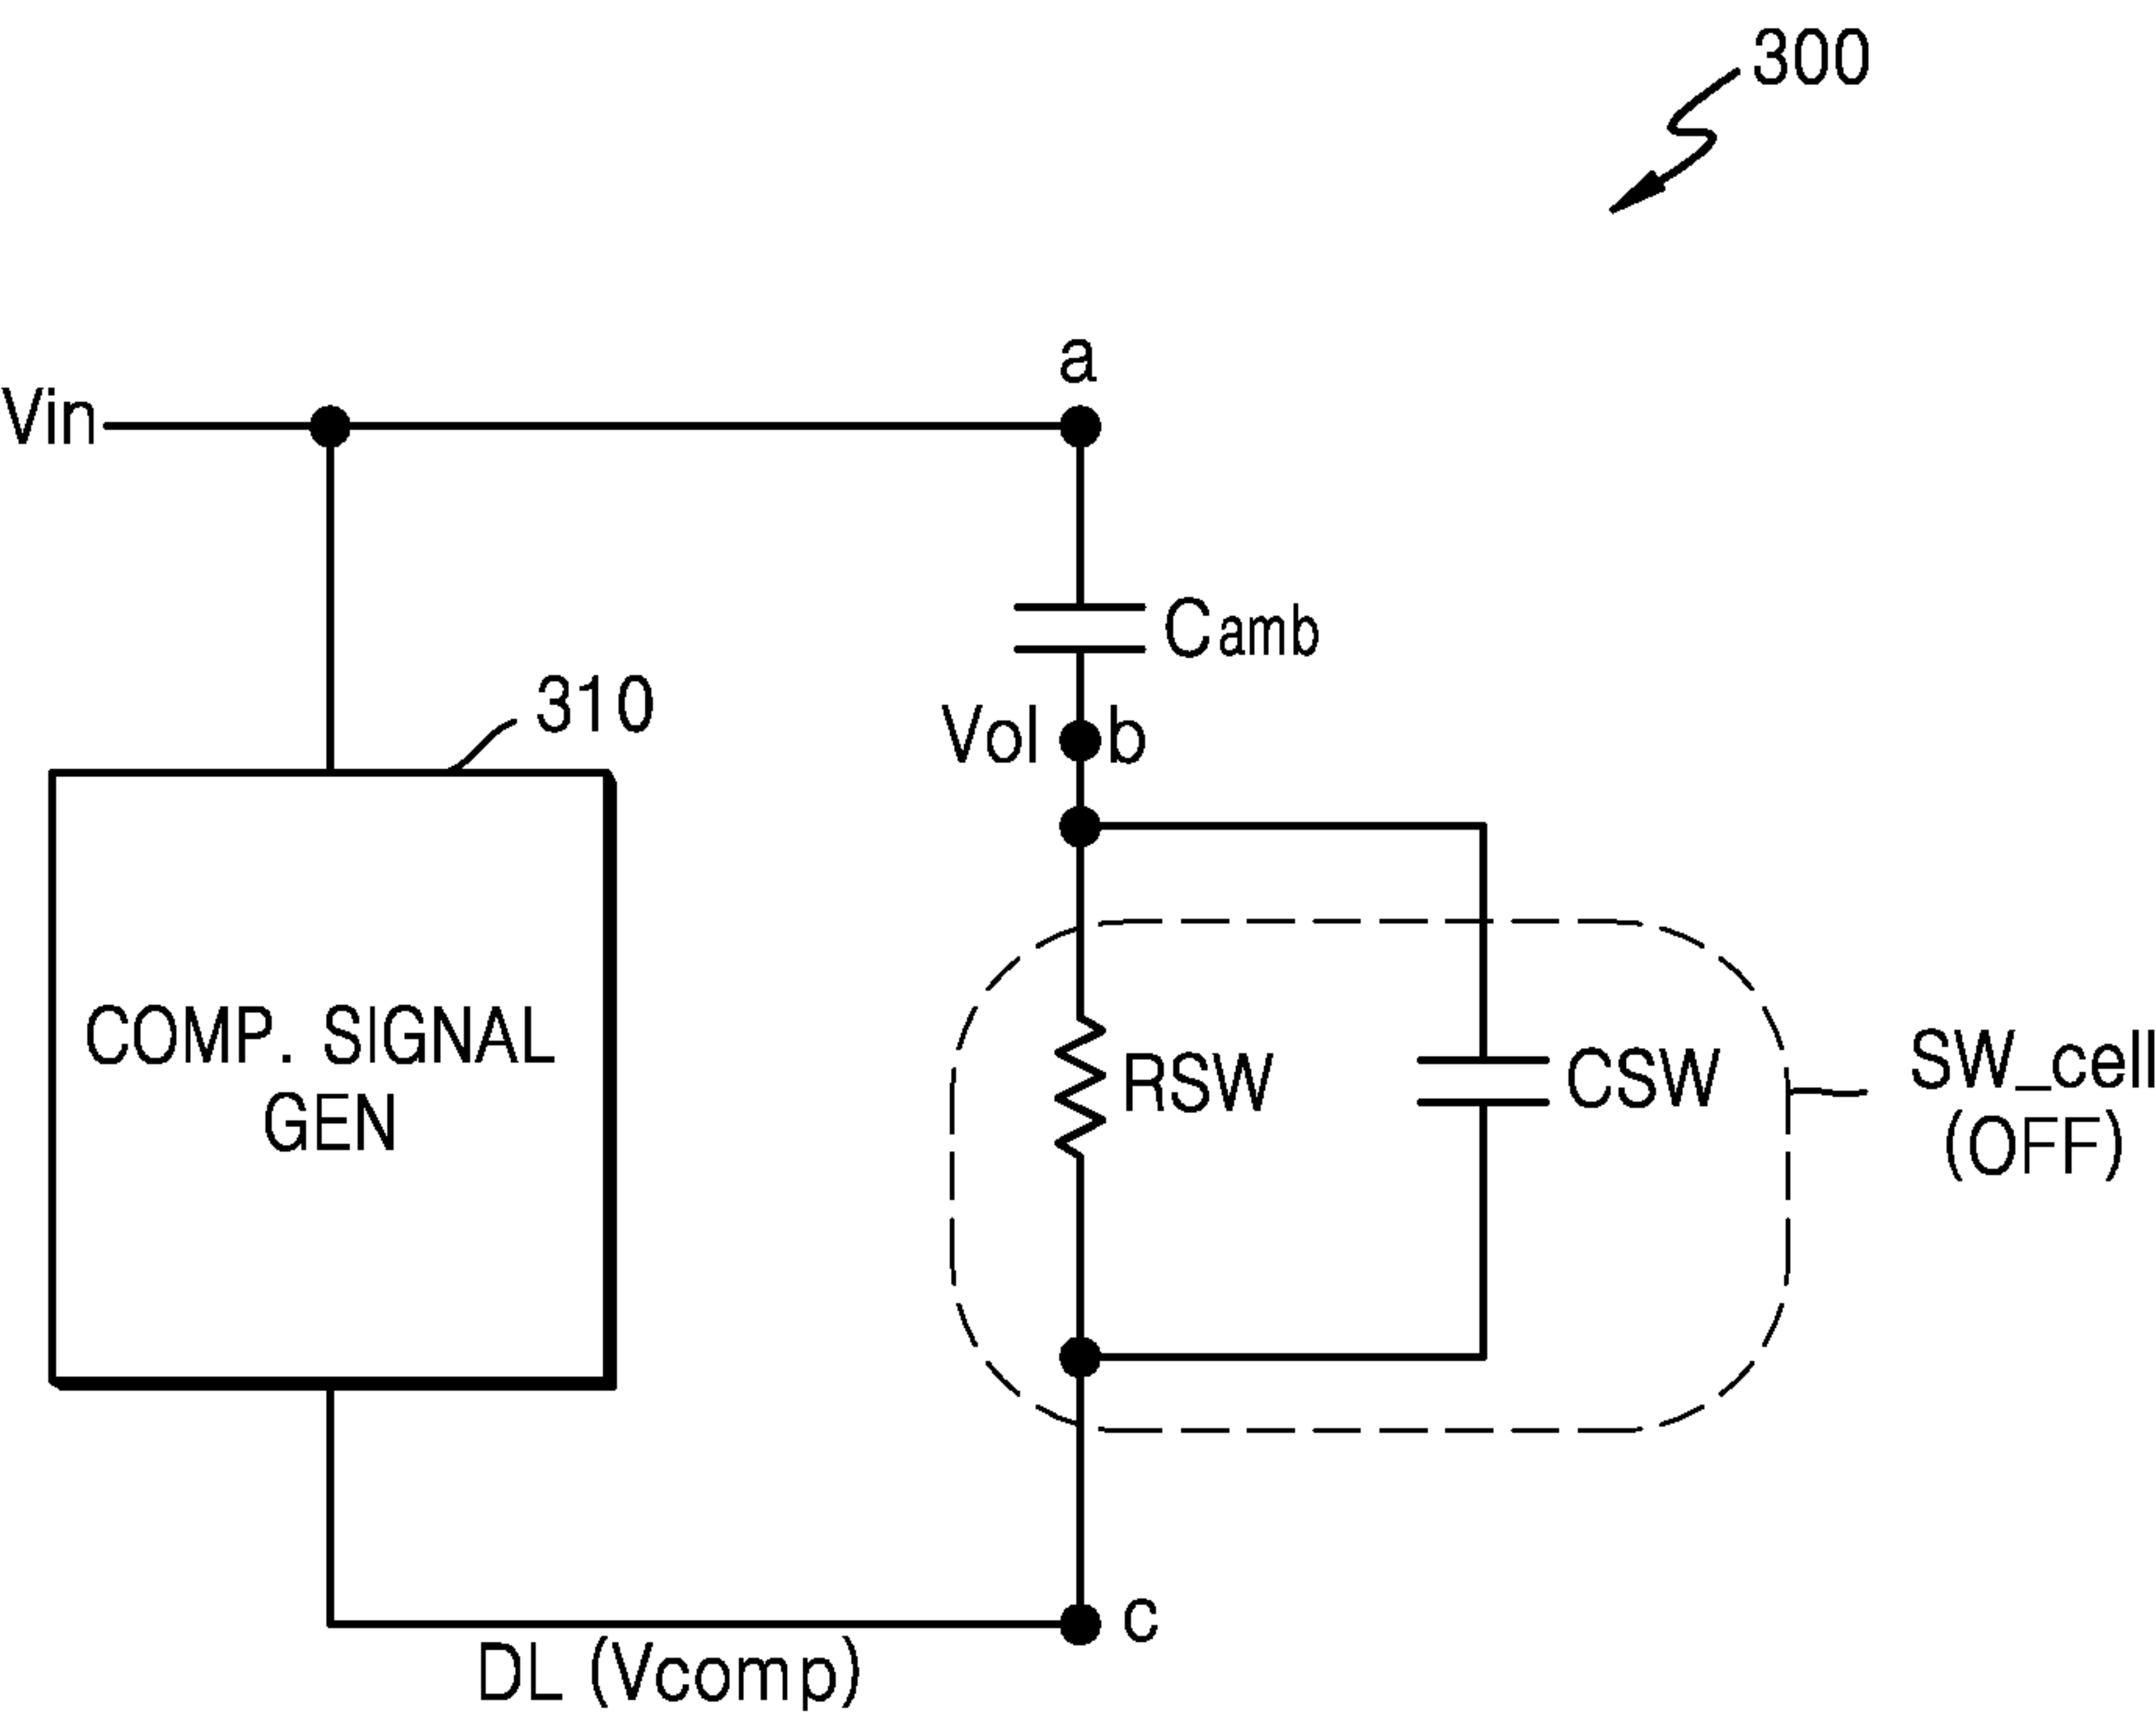 300
a
Vin
Camb
310
Vol b
COMP. SIGNAL
GEN
RSW
CSW
SW_cell
(OFF)
c
DL (Vcomp)